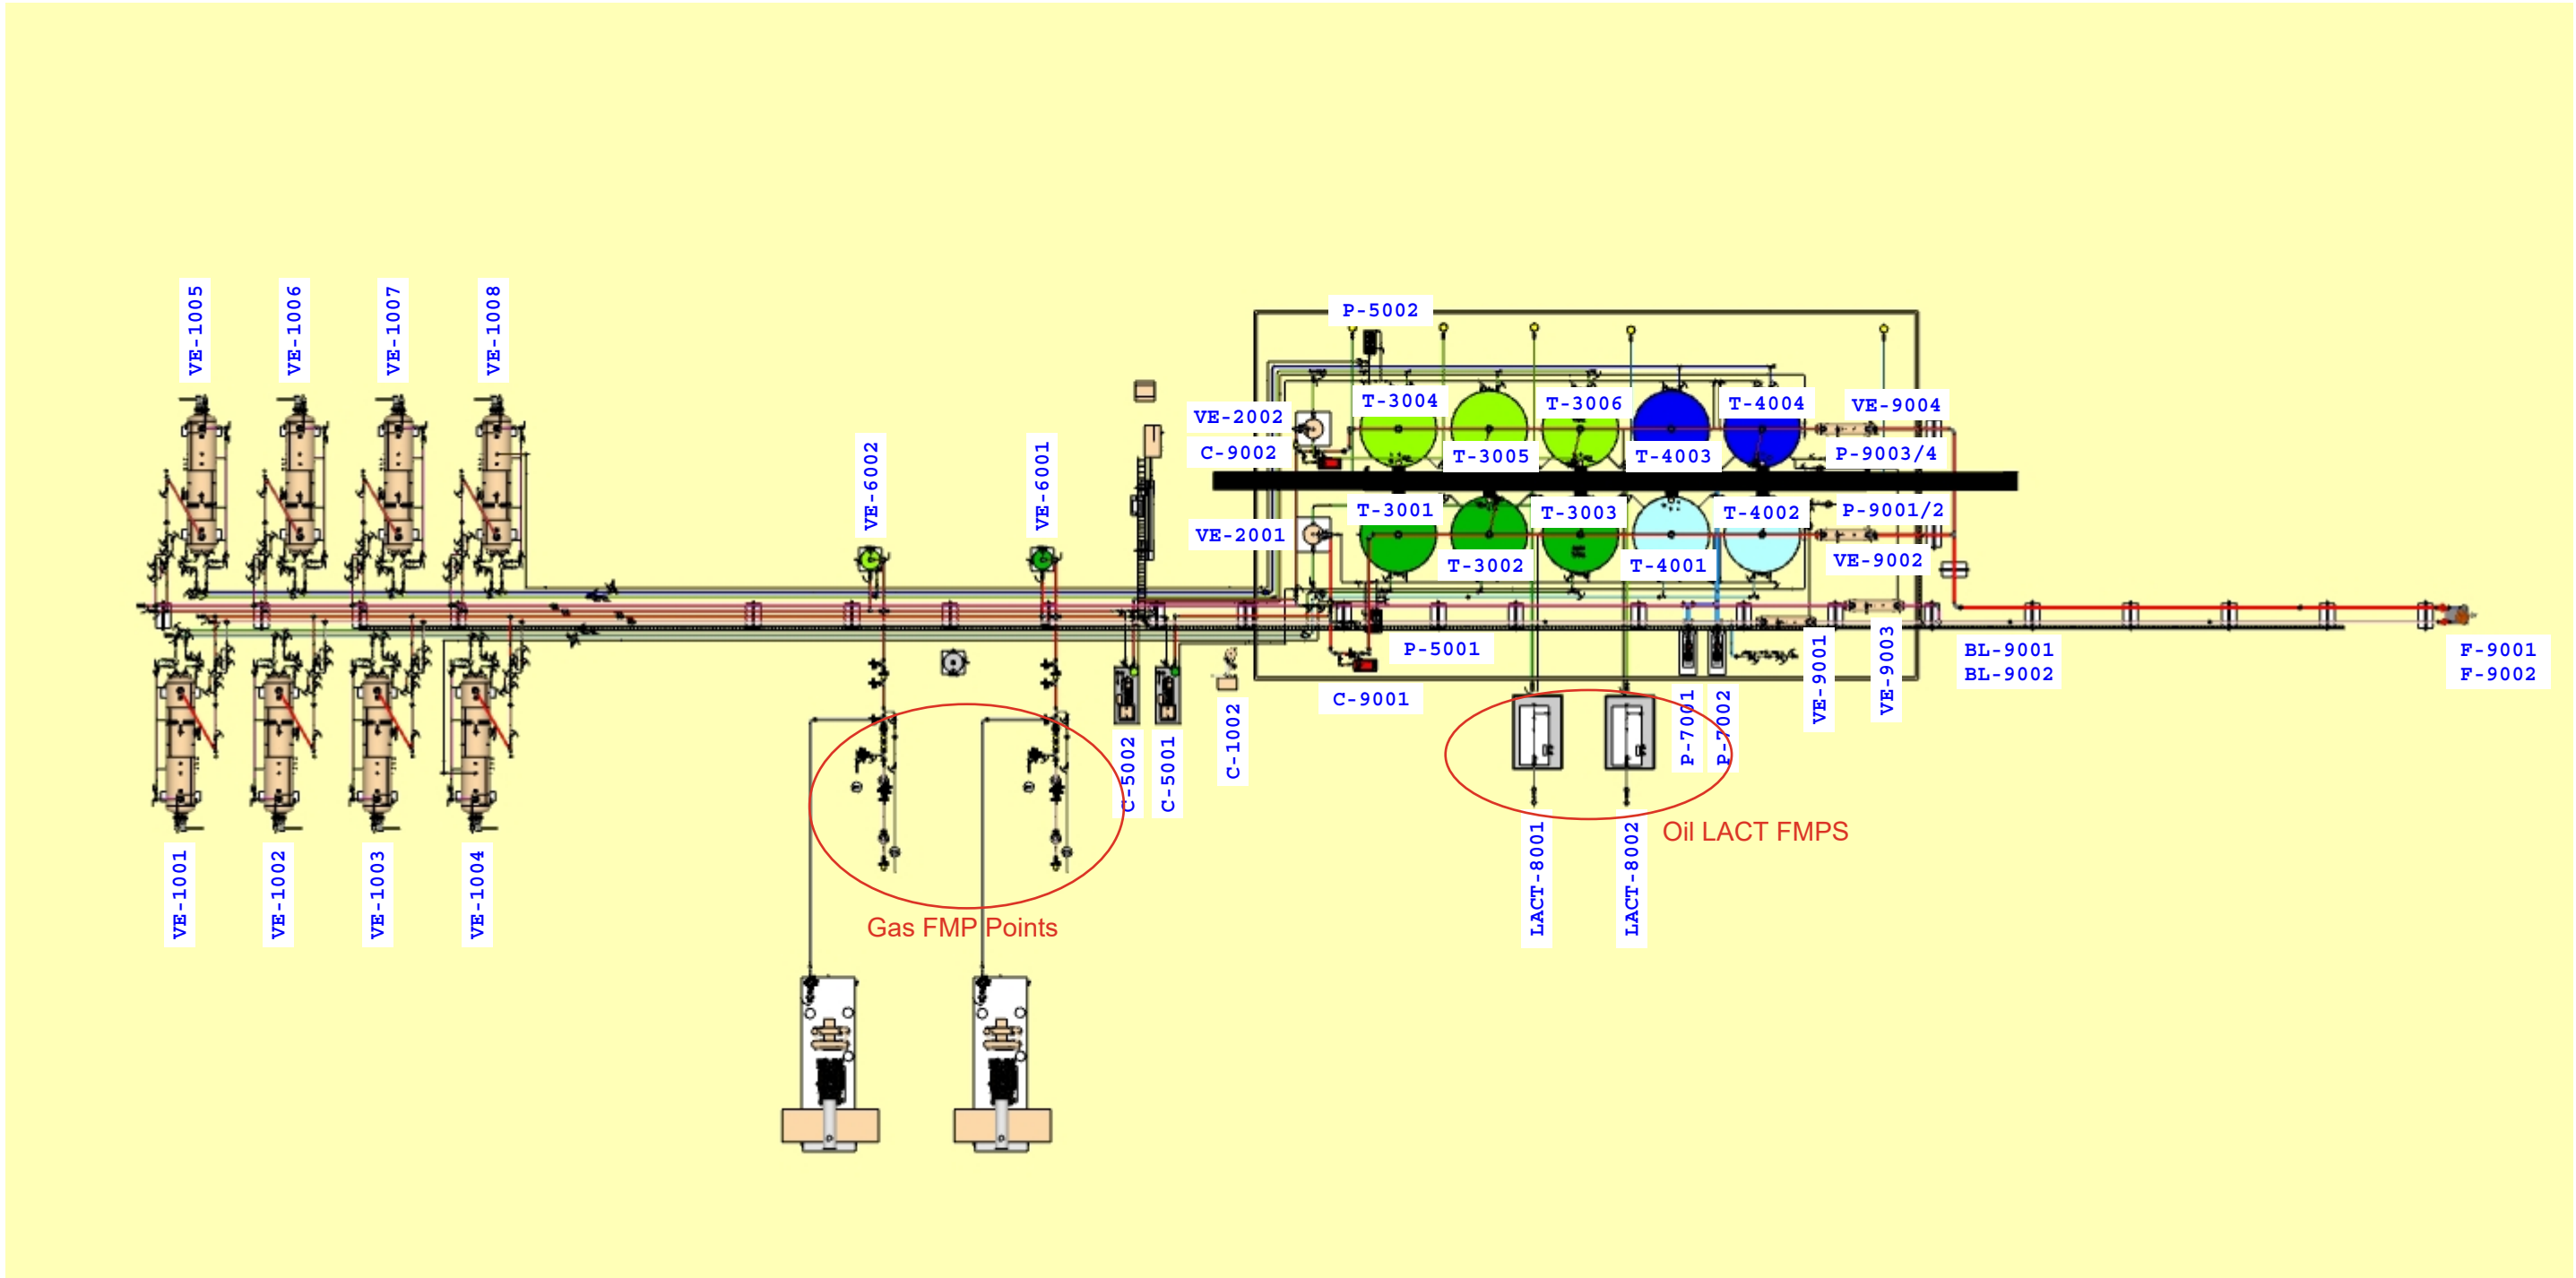 VE-1005
VE-1006
VE-1007
VE-1008
P-5002
VE-2002
C-9002
T-3004
T-3005
T-3006
T-4003
T-4004
VE-9004
P-9003/4
VE-6002
VE-6001
VE-2001
T-3001
T-3002
T-3003
T-4001
T-4002
P-9001/2
VE-9002
P-5001
C-9001
VE-9001
VE-9003
BL-9001
BL-9002
F-9001
F-9002
C-5002
C-5001
C-1002
P-7001
P-7002
VE-1001
VE-1002
VE-1003
VE-1004
Gas FMP Points
LACT-8001
LACT-8002
Oil LACT FMPS